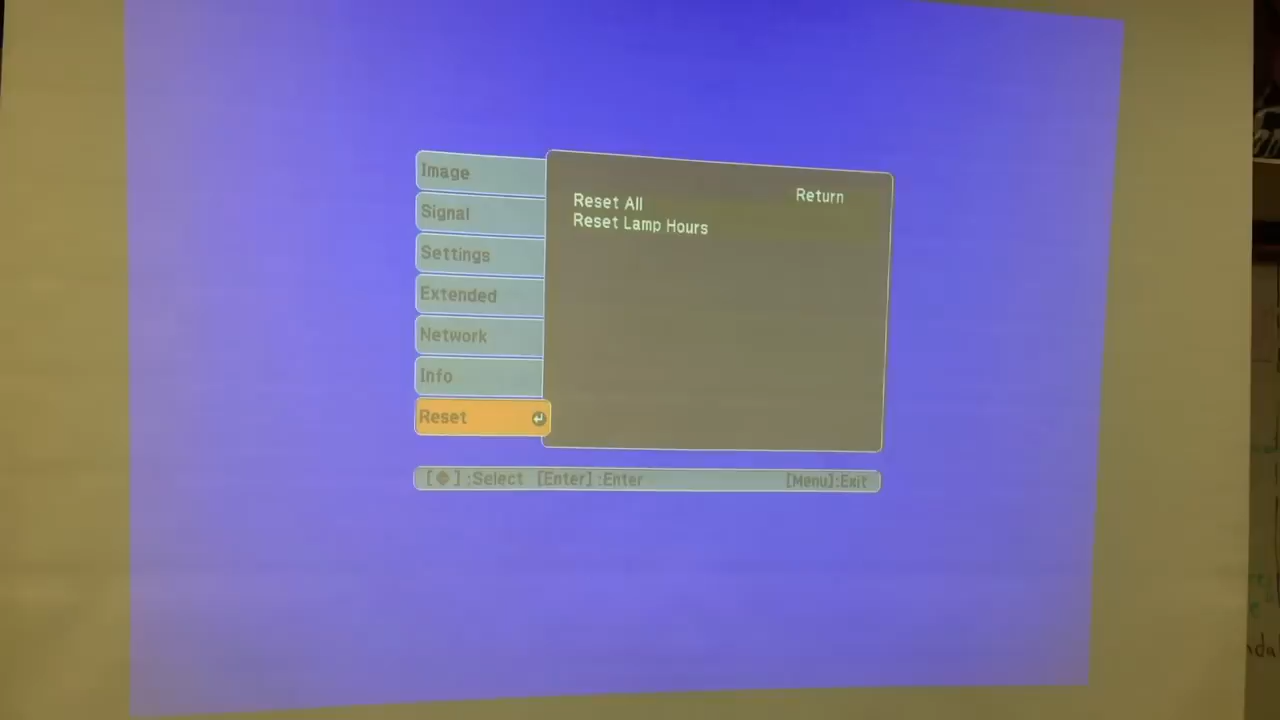 Image
Signal
Settings
Extended
Network
Info
Reset
Return
Reset All
Reset Lamp Hours
[ ] :Select [Enter] :Enter [Menu]:Exit